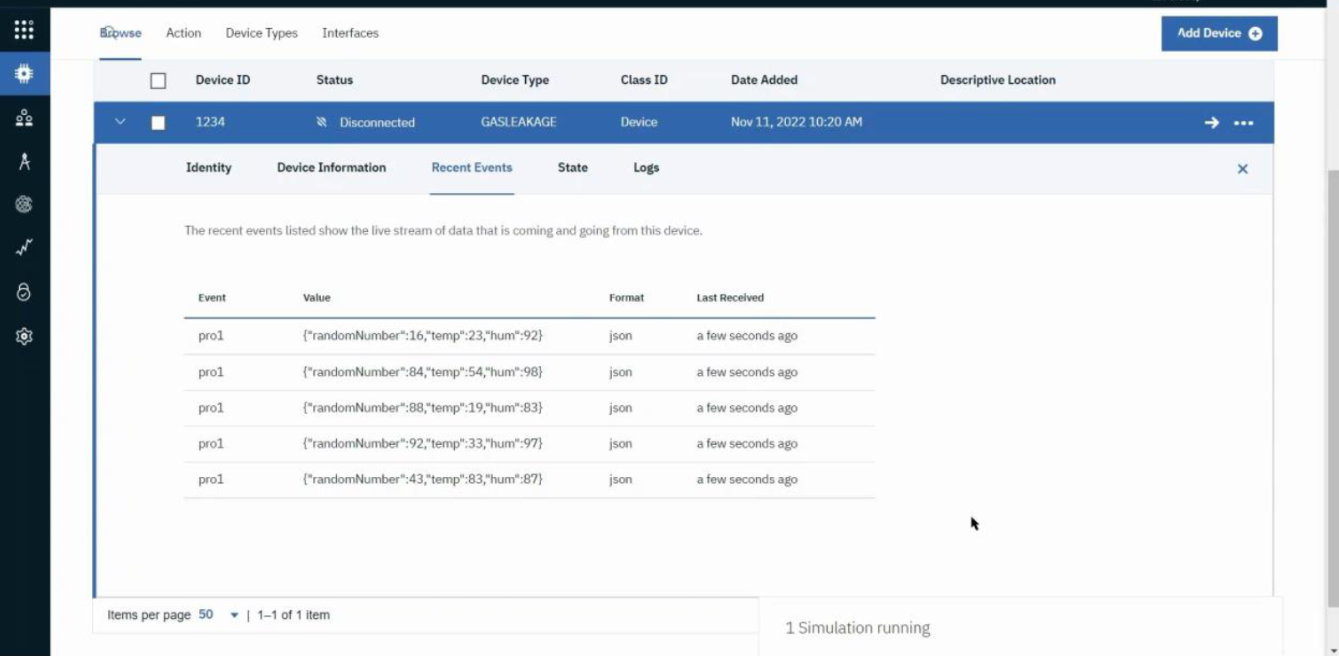 Browse Action Device Types Interfaces Add Device
Device ID Status Device Type Class ID Date Added Descriptive Location
1234 Disconnected GASLEAKAGE Device Nov 11, 2022 10:20 AM
Identity Device Information Recent Events State Logs
The recent events listed show the live stream of data that is coming and going from this device.
Event Value Format Last Received
pro1 {"randomNumber":16,"temp":23,"hum":92} json a few seconds ago
pro1 {"randomNumber":84,"temp":54,"hum":98} json a few seconds ago
pro1 {"randomNumber":88,"temp":19,"hum":83} json a few seconds ago
pro1 {"randomNumber":92,"temp":33,"hum":97} json a few seconds ago
pro1 {"randomNumber":43,"temp":83,"hum":87} json a few seconds ago
Items per page 50 | 1–1 of 1 item
1 Simulation running